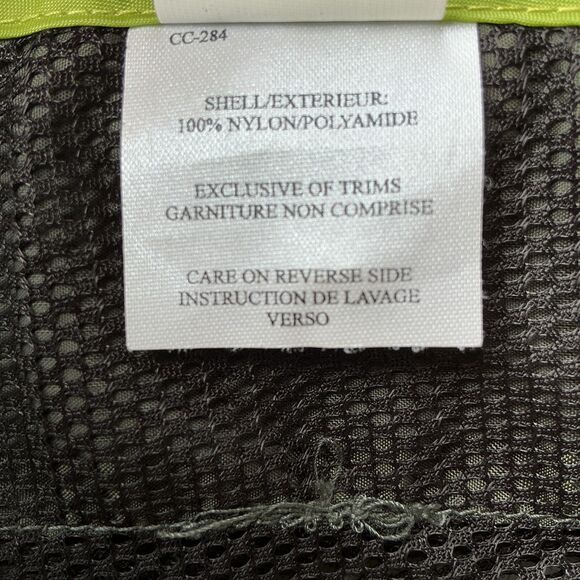 CC-284
SHELL/EXTERIEUR:
100% NYLON/POLYAMIDE
EXCLUSIVE OF TRIMS
GARNITURE NON COMPRISE
CARE ON REVERSE SIDE
INSTRUCTION DE LAVAGE
VERSO